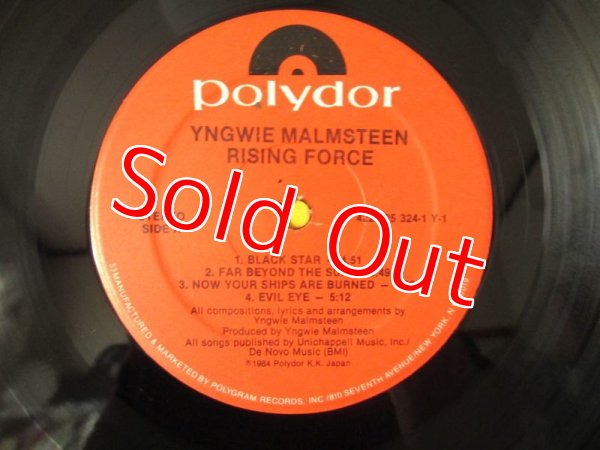 polydor
YNGWIE MALMSTEEN
RISING FORCE
Sold Out
324-1 Y-1
SIDE
1. BLACK STAR
2. FAR BEYOND THE
3. NOW YOUR SHIPS ARE BURNED –
4. EVIL EYE – 5:12
All compositions, lyrics and arrangements by
Yngwie Malmsteen
Produced by Yngwie Malmsteen
All songs published by Unichappell Music, Inc./
De Novo Music (BMI)
℗1984 Polydor K.K. Japan
MANUFACTURED & MARKETED BY POLYGRAM RECORDS, INC./810 SEVENTH AVENUE/NEW YORK,